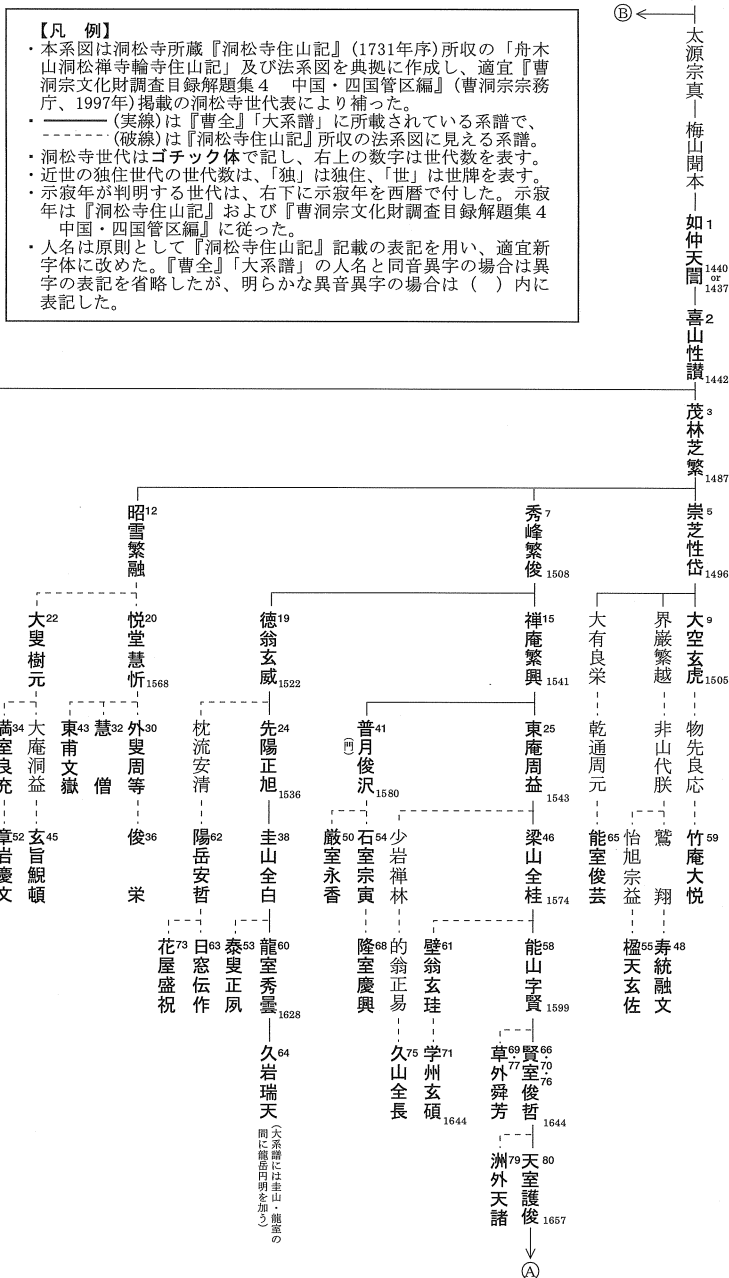 【凡　例】
・本系図は洞松寺所蔵『洞松寺住山記』(1731年序)所収の「舟木
山洞松禅寺輪寺住山記」及び法系図を典拠に作成し、適宜『曹
洞宗文化財調査目録解題集４　中国・四国管区編』(曹洞宗宗務
庁、1997年)掲載の洞松寺世代表により補った。
・――――(実線)は『曹全』「大系譜」に所載されている系譜で、
--------(破線)は『洞松寺住山記』所収の法系図に見える系譜。
・洞松寺世代はゴチック体で記し、右上の数字は世代数を表す。
・近世の独住世代の世代数は、「独」は独住、「世」は世牌を表す。
・示寂年が判明する世代は、右下に示寂年を西暦で付した。示寂
年は『洞松寺住山記』および『曹洞宗文化財調査目録解題集４
中国・四国管区編』に従った。
・人名は原則として『洞松寺住山記』記載の表記を用い、適宜新
字体に改めた。『曹全』「大系譜」の人名と同音異字の場合は異
字の表記を省略したが、明らかな異音異字の場合は（　）内に
表記した。
Ⓑ
太源宗真
梅山聞本
如仲天誾 1 1440 or 1437
喜山性讃 2 1442
茂林芝繁 3 1487
崇芝性岱 5 1496
秀峰繁俊 7 1508
昭雪繁融 12
大空玄虎 9 1505
界巌繁越
大有良栄
禅庵繁興 15 1541
徳翁玄威 19 1522
悦堂慧忻 20 1568
大叟樹元 22
物先良応
非山代朕
乾通周元
東庵周益 25 1543
普月俊沢 41 1580
(門)
先陽正旭 24 1536
枕流安清
外叟周等 30
慧僧 32
東甫文嶽 43
大庵洞益
満室良充 34
竹庵大悦 59
鷲翔
怡旭宗益
能室俊芸 65
梁山全桂 46 1574
少岩禅林
石室宗寅 54
厳室永香 50
圭山全白 38
陽岳安哲 62
俊栄 36
玄旨鯢頓 45
章岩慶文 52
寿統融文 48
楹天玄佐 55
能山字賢 58 1599
壁翁玄珪 61
的翁正易
隆室慶興 68
龍室秀曇 60 1628
泰叟正夙 53
日窓伝作 63
花屋盛祝 73
賢室俊哲 66・70・76 1644
草外舜芳 69・77
学州玄碩 71 1644
久山全長 75
久岩瑞天 64
(大系譜には圭山・龍室の
間に龍岳円明を加う)
天室護俊 80 1657
洲外天諸 79
Ⓐ